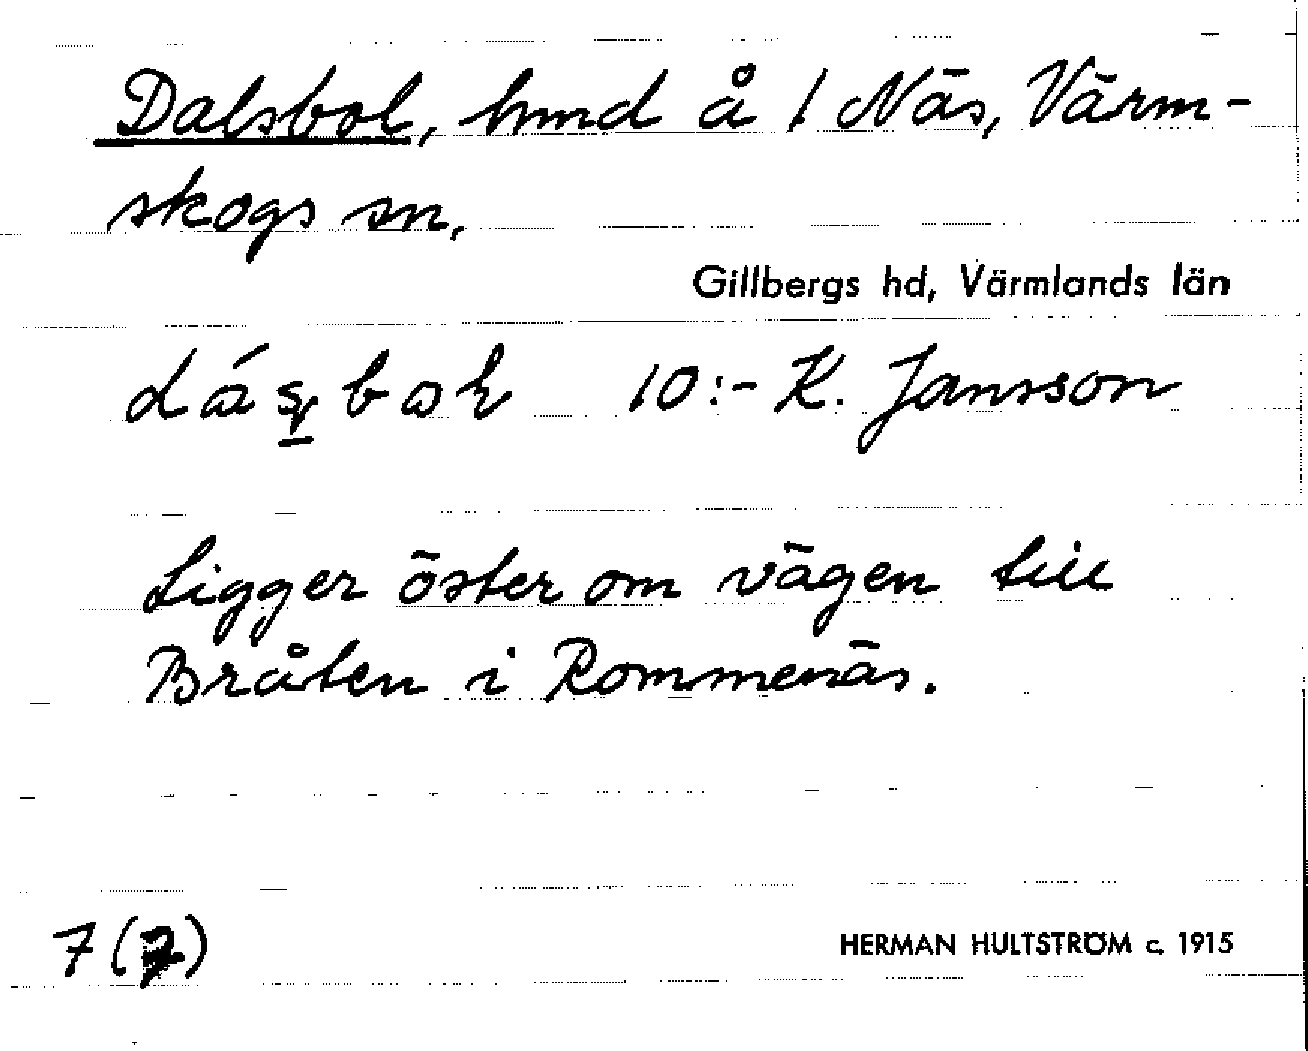 Dalsbol, hmd å 1 Näs, Värm-
skogs sn,
Gillbergs hd, Värmlands län
10:- K. Jansson
Ligger öster om vägen till
Bråten i Rommenäs.
7 (7)
HERMAN HULTSTRÖM c. 1915